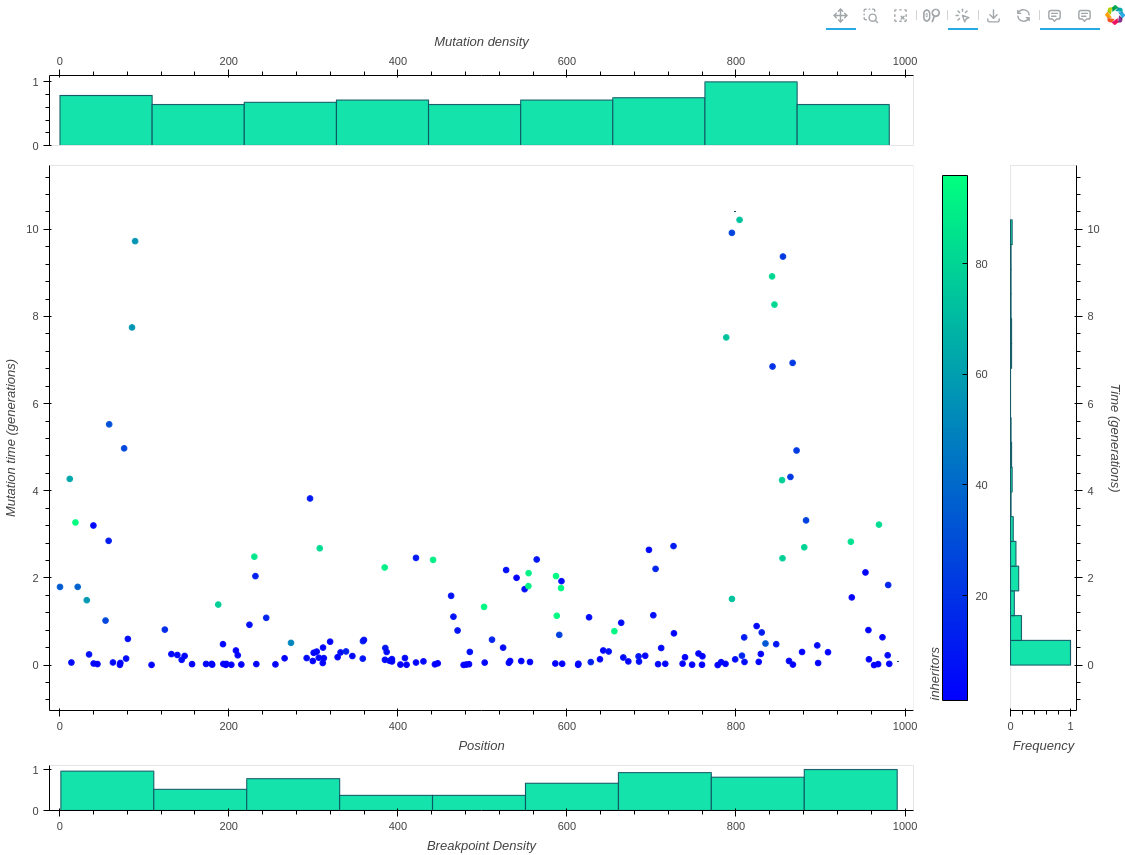 Mutation density
0 200 400 600 800 1000
1
0
10
8
6
4
2
0
Mutation time (generations)
0 200 400 600 800 1000
Position
80
60
40
20
inheritors
10
8
6
4
2
0
Time (generations)
0 1
Frequency
1
0
0 200 400 600 800 1000
Breakpoint Density